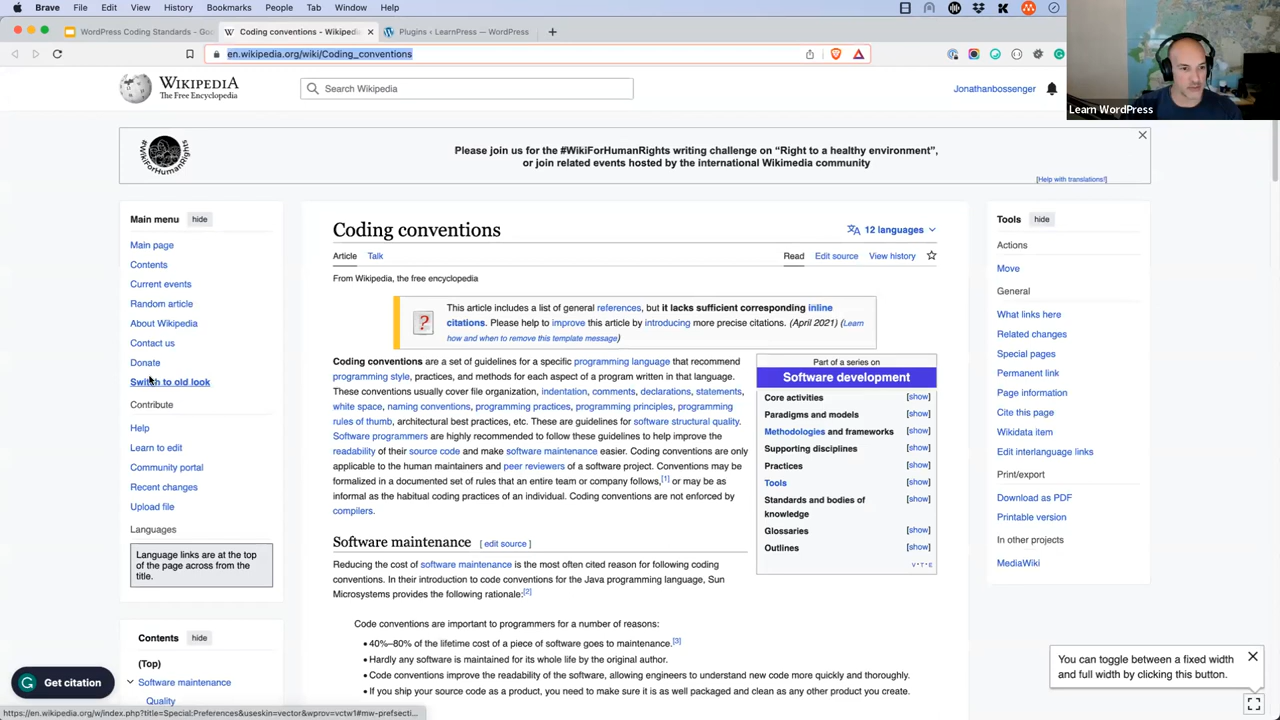 Brave File Edit View History Bookmarks People Tab Window Help
WordPress Coding Standards - Goo
Coding conventions - Wikipedia
Plugins ‹ LearnPress — WordPress
en.wikipedia.org/wiki/Coding_conventions
WIKIPEDIA
The Free Encyclopedia
Search Wikipedia
Jonathanbossenger
Learn WordPress
Please join us for the #WikiForHumanRights writing challenge on “Right to a healthy environment”,
or join related events hosted by the international Wikimedia community
[Help with translations!]
Main menu hide
Main page
Contents
Current events
Random article
About Wikipedia
Contact us
Donate
Switch to old look
Contribute
Help
Learn to edit
Community portal
Recent changes
Upload file
Languages
Language links are at the top
of the page across from the
title.
Contents hide
(Top)
Software maintenance
Quality
Get citation
Coding conventions
12 languages
Article Talk
Read Edit source View history
From Wikipedia, the free encyclopedia
This article includes a list of general references, but it lacks sufficient corresponding inline
citations. Please help to improve this article by introducing more precise citations. (April 2021) (Learn
how and when to remove this template message)
Coding conventions are a set of guidelines for a specific programming language that recommend
programming style, practices, and methods for each aspect of a program written in that language.
These conventions usually cover file organization, indentation, comments, declarations, statements,
white space, naming conventions, programming practices, programming principles, programming
rules of thumb, architectural best practices, etc. These are guidelines for software structural quality.
Software programmers are highly recommended to follow these guidelines to help improve the
readability of their source code and make software maintenance easier. Coding conventions are only
applicable to the human maintainers and peer reviewers of a software project. Conventions may be
formalized in a documented set of rules that an entire team or company follows,[1] or may be as
informal as the habitual coding practices of an individual. Coding conventions are not enforced by
compilers.
Part of a series on
Software development
Core activities [show]
Paradigms and models [show]
Methodologies and frameworks [show]
Supporting disciplines [show]
Practices [show]
Tools [show]
Standards and bodies of [show]
knowledge
Glossaries [show]
Outlines [show]
V·T·E
Software maintenance [ edit source ]
Reducing the cost of software maintenance is the most often cited reason for following coding
conventions. In their introduction to code conventions for the Java programming language, Sun
Microsystems provides the following rationale:[2]
Code conventions are important to programmers for a number of reasons:
• 40%–80% of the lifetime cost of a piece of software goes to maintenance.[3]
• Hardly any software is maintained for its whole life by the original author.
• Code conventions improve the readability of the software, allowing engineers to understand new code more quickly and thoroughly.
• If you ship your source code as a product, you need to make sure it is as well packaged and clean as any other product you create.
Tools hide
Actions
Move
General
What links here
Related changes
Special pages
Permanent link
Page information
Cite this page
Wikidata item
Edit interlanguage links
Print/export
Download as PDF
Printable version
In other projects
MediaWiki
You can toggle between a fixed width
and full width by clicking this button.
https://en.wikipedia.org/w/index.php?title=Special:Preferences&useskin=vector&wprov=vctw1#mw-prefsecti...